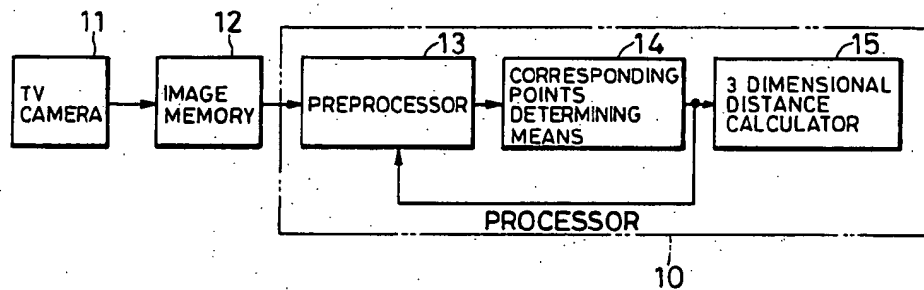 11
12
13
14
15
TV
CAMERA
IMAGE
MEMORY
PREPROCESSOR
CORRESPONDING
POINTS
DETERMINING
MEANS
3 DIMENSIONAL
DISTANCE
CALCULATOR
PROCESSOR
10